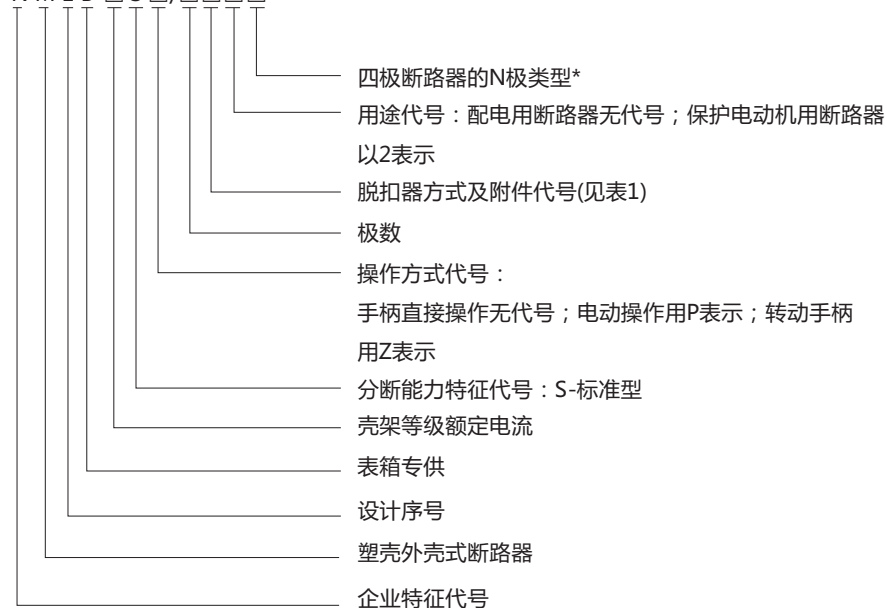 四极断路器的N极类型*
用途代号：配电用断路器无代号；保护电动机用断路器
以2表示
脱扣器方式及附件代号(见表1)
极数
操作方式代号：
手柄直接操作无代号；电动操作用P表示；转动手柄
用Z表示
分断能力特征代号：S-标准型
壳架等级额定电流
表箱专供
设计序号
塑壳外壳式断路器
企业特征代号